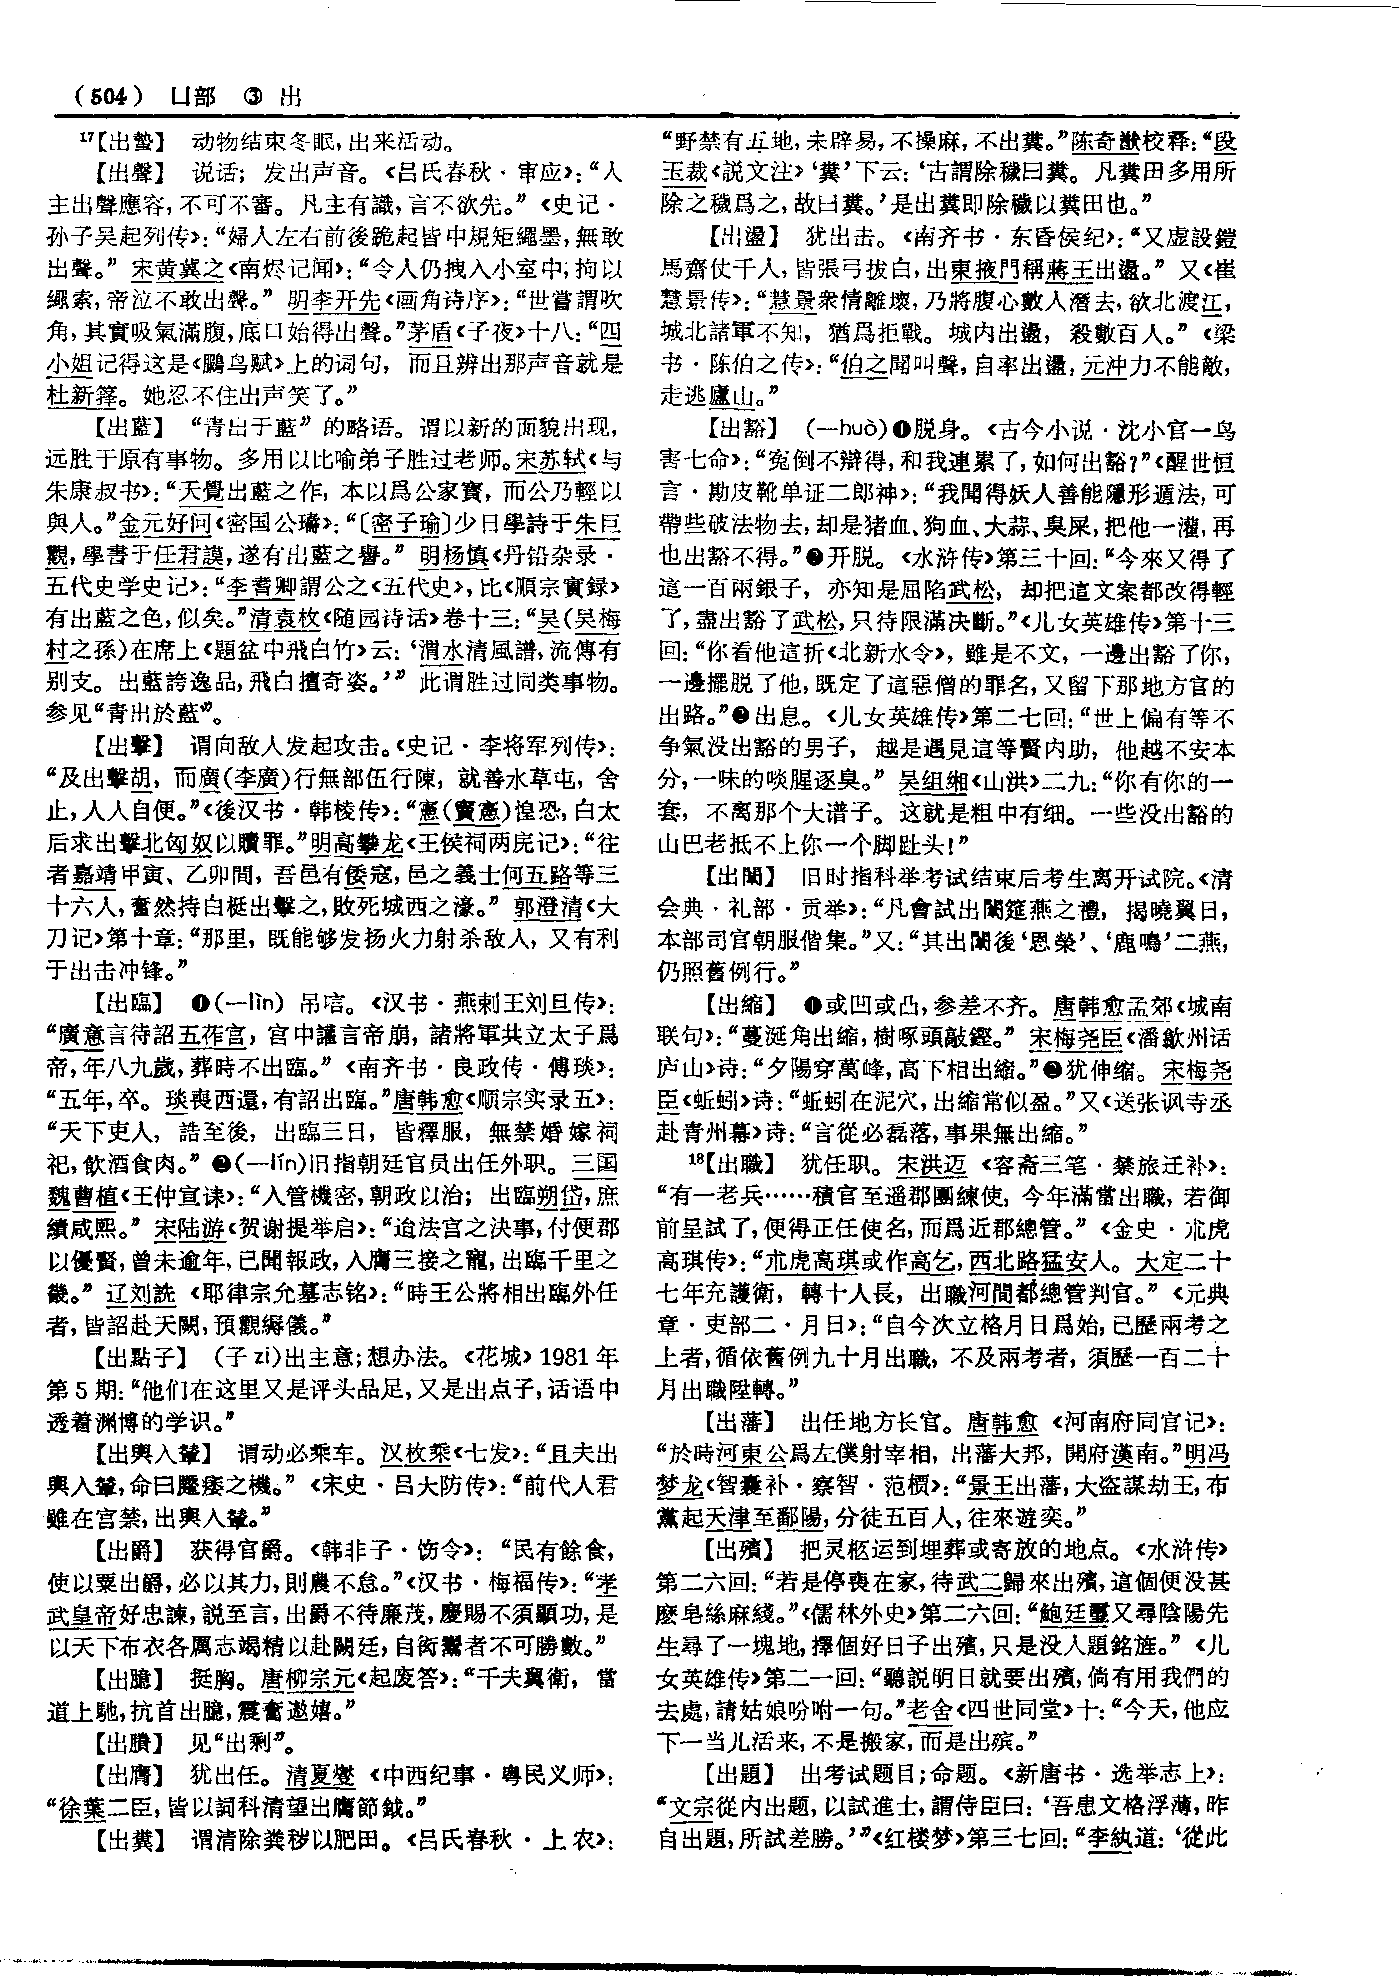 （504） 凵部 ③ 出
17【出蟄】 动物结束冬眠，出来活动。
【出聲】 说话；发出声音。《吕氏春秋·审应》：“人
主出聲應容，不可不審。凡主有識，言不欲先。”《史记·
孙子吴起列传》：“婦人左右前後跪起皆中規矩繩墨，無敢
出聲。” 宋黄冀之《南烬记闻》：“令人仍拽入小室中，拘以
繩索，帝泣不敢出聲。” 明李开先《画角诗序》：“世嘗謂吹
角，其實吸氣滿腹，底口始得出聲。”茅盾《子夜》十八：“四
小姐记得这是《鵩鸟赋》上的词句，而且辨出那声音就是
杜新箨。她忍不住出声笑了。”
【出藍】 “青出于藍”的略语。谓以新的面貌出现，
远胜于原有事物。多用以比喻弟子胜过老师。宋苏轼《与
朱康叔书》：“天覺出藍之作，本以爲公家寶，而公乃輕以
與人。”金元好问《密国公璹》：“〔密子瑜〕少日學詩于朱巨
觀，學書于任君謨，遂有出藍之譽。” 明杨慎《丹铅杂录·
五代史学史记》：“李耆卿謂公之《五代史》，比《順宗實録》
有出藍之色，似矣。”清袁枚《随园诗话》卷十三：“吴（吴梅
村之孫）在席上《題盆中飛白竹》云：‘渭水清風譜，流傳有
别支。出藍誇逸品，飛白擅奇姿。’” 此谓胜过同类事物。
参见“青出於藍”。
【出擊】 谓向敌人发起攻击。《史记·李将军列传》：
“及出擊胡，而廣（李廣）行無部伍行陳，就善水草屯，舍
止，人人自便。”《後汉书·韩棱传》：“憲（竇憲）惶恐，白太
后求出擊北匈奴以贖罪。”明高攀龙《王侯祠两庑记》：“往
者嘉靖甲寅、乙卯間，吾邑有倭寇，邑之義士何五路等三
十六人，奮然持白梃出擊之，敗死城西之濠。” 郭澄清《大
刀记》第十章：“那里，既能够发扬火力射杀敌人，又有利
于出击冲锋。”
【出臨】 ❶（一lìn） 吊唁。《汉书·燕剌王刘旦传》：
“廣意言待詔五莋宫，宫中讙言帝崩，諸將軍共立太子爲
帝，年八九歲，葬時不出臨。”《南齐书·良政传·傅琰》：
“五年，卒。琰喪西還，有詔出臨。”唐韩愈《顺宗实录五》：
“天下吏人，誥至後，出臨三日，皆釋服，無禁婚嫁祠
祀，飲酒食肉。” ❷（一lín）旧指朝廷官员出任外职。三国
魏曹植《王仲宣诔》：“入管機密，朝政以治；出臨朔岱，庶
績咸熙。” 宋陆游《贺谢提举启》：“迨法宫之決事，付便郡
以優賢，曾未逾年，已聞報政，入膺三接之寵，出臨千里之
畿。” 辽刘詵《耶律宗允墓志铭》：“時王公將相出臨外任
者，皆詔赴天闕，預觀縟儀。”
【出點子】 （子zi）出主意；想办法。《花城》1981年
第5期：“他们在这里又是评头品足，又是出点子，话语中
透着渊博的学识。”
【出輿入輦】 谓动必乘车。汉枚乘《七发》：“且夫出
輿入輦，命曰蹷痿之機。”《宋史·吕大防传》：“前代人君
雖在宫禁，出輿入輦。”
【出爵】 获得官爵。《韩非子·饬令》：“民有餘食，
使以粟出爵，必以其力，則農不怠。”《汉书·梅福传》：“孝
武皇帝好忠諫，説至言，出爵不待廉茂，慶賜不須顯功，是
以天下布衣各厲志竭精以赴闕廷，自衒鬻者不可勝數。”
【出臆】 挺胸。唐柳宗元《起废答》：“千夫翼衛，當
道上馳，抗首出臆，震奮遨嬉。”
【出賸】 见“出剩”。
【出膺】 犹出任。清夏燮《中西纪事·粤民义师》：
“徐葉二臣，皆以詞科清望出膺節鉞。”
【出糞】 谓清除粪秽以肥田。《吕氏春秋·上农》：
“野禁有五地，未辟易，不操麻，不出糞。”陈奇猷校释：“段
玉裁《説文注》‘糞’下云：‘古謂除穢曰糞。凡糞田多用所
除之穢爲之，故曰糞。’是出糞即除穢以糞田也。”
【出盪】 犹出击。《南齐书·东昏侯纪》：“又虚設鎧
馬齋仗千人，皆張弓拔白，出東掖門稱蔣王出盪。” 又《崔
慧景传》：“慧景衆情離壞，乃將腹心數人潛去，欲北渡江，
城北諸軍不知，猶爲拒戰。城内出盪，殺數百人。”《梁
书·陈伯之传》：“伯之聞叫聲，自率出盪，元冲力不能敵，
走逃廬山。”
【出豁】 （一huò）❶脱身。《古今小说·沈小官一鸟
害七命》：“寃倒不辯得，和我連累了，如何出豁？”《醒世恒
言·勘皮靴单证二郎神》：“我聞得妖人善能隱形遁法，可
帶些破法物去，却是猪血、狗血、大蒜、臭屎，把他一灌，再
也出豁不得。”❷开脱。《水浒传》第三十回：“今來又得了
這一百兩銀子，亦知是屈陷武松，却把這文案都改得輕
了，盡出豁了武松，只待限滿決斷。”《儿女英雄传》第十三
回：“你看他這折《北新水令》，雖是不文，一邊出豁了你，
一邊擺脱了他，既定了這惡僧的罪名，又留下那地方官的
出路。”❸出息。《儿女英雄传》第二七回：“世上偏有等不
争氣没出豁的男子，越是遇見這等賢内助，他越不安本
分，一味的啖腥逐臭。” 吴组缃《山洪》二九：“你有你的一
套，不离那个大谱子。这就是粗中有细。一些没出豁的
山巴老抵不上你一个脚趾头！”
【出闈】 旧时指科举考试结束后考生离开试院。《清
会典·礼部·贡举》：“凡會試出闈筵燕之禮，揭曉翼日，
本部司官朝服偕集。”又：“其出闈後‘恩榮’、‘鹿鳴’二燕，
仍照舊例行。”
【出縮】 ❶或凹或凸，参差不齐。唐韩愈孟郊《城南
联句》：“蔓涎角出縮，樹啄頭敲鏗。” 宋梅尧臣《潘歙州话
庐山》诗：“夕陽穿萬峰，高下相出縮。”❷犹伸缩。宋梅尧
臣《蚯蚓》诗：“蚯蚓在泥穴，出縮常似盈。”又《送张讽寺丞
赴青州幕》诗：“言從必磊落，事果無出縮。”
18【出職】 犹任职。宋洪迈《容斋三笔·禁旅迁补》：
“有一老兵……積官至遥郡團練使，今年滿當出職，若御
前呈試了，便得正任使名，而爲近郡總管。”《金史·朮虎
高琪传》：“朮虎高琪或作高乞，西北路猛安人。大定二十
七年充護衛，轉十人長，出職河間都總管判官。”《元典
章·吏部二·月日》：“自今次立格月日爲始，已歷兩考之
上者，循依舊例九十月出職，不及兩考者，須歷一百二十
月出職陞轉。”
【出藩】 出任地方长官。唐韩愈《河南府同官记》：
“於時河東公爲左僕射宰相，出藩大邦，開府漢南。”明冯
梦龙《智囊补·察智·范槚》：“景王出藩，大盗謀劫王，布
黨起天津至鄱陽，分徒五百人，往來遊奕。”
【出殯】 把灵柩运到埋葬或寄放的地点。《水浒传》
第二六回：“若是停喪在家，待武二歸來出殯，這個便没甚
麽皂絲麻綫。”《儒林外史》第二六回：“鮑廷璽又尋陰陽先
生尋了一塊地，擇個好日子出殯，只是没人題銘旌。”《儿
女英雄传》第二一回：“聽説明日就要出殯，倘有用我們的
去處，請姑娘吩咐一句。”老舍《四世同堂》十：“今天，他应
下一当儿活来，不是搬家，而是出殡。”
【出題】 出考试题目；命题。《新唐书·选举志上》：
“文宗從内出题，以試進士，謂侍臣曰：‘吾患文格浮薄，昨
自出題，所試差勝。’”《红楼梦》第三七回：“李紈道：‘從此